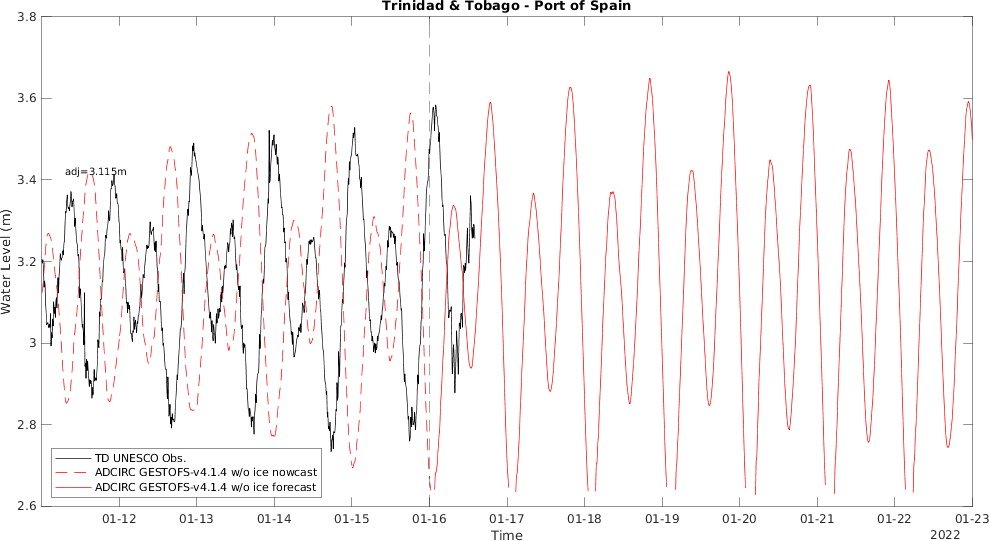 Trinidad & Tobago - Port of Spain
3.8
3.6
3.4
3.2
3
2.8
2.6
Water Level (m)
adj=3.115m
TD UNESCO Obs.
ADCIRC GESTOFS-v4.1.4 w/o ice nowcast
ADCIRC GESTOFS-v4.1.4 w/o ice forecast
01-12 01-13 01-14 01-15 01-16 01-17 01-18 01-19 01-20 01-21 01-22 01-23
Time
2022